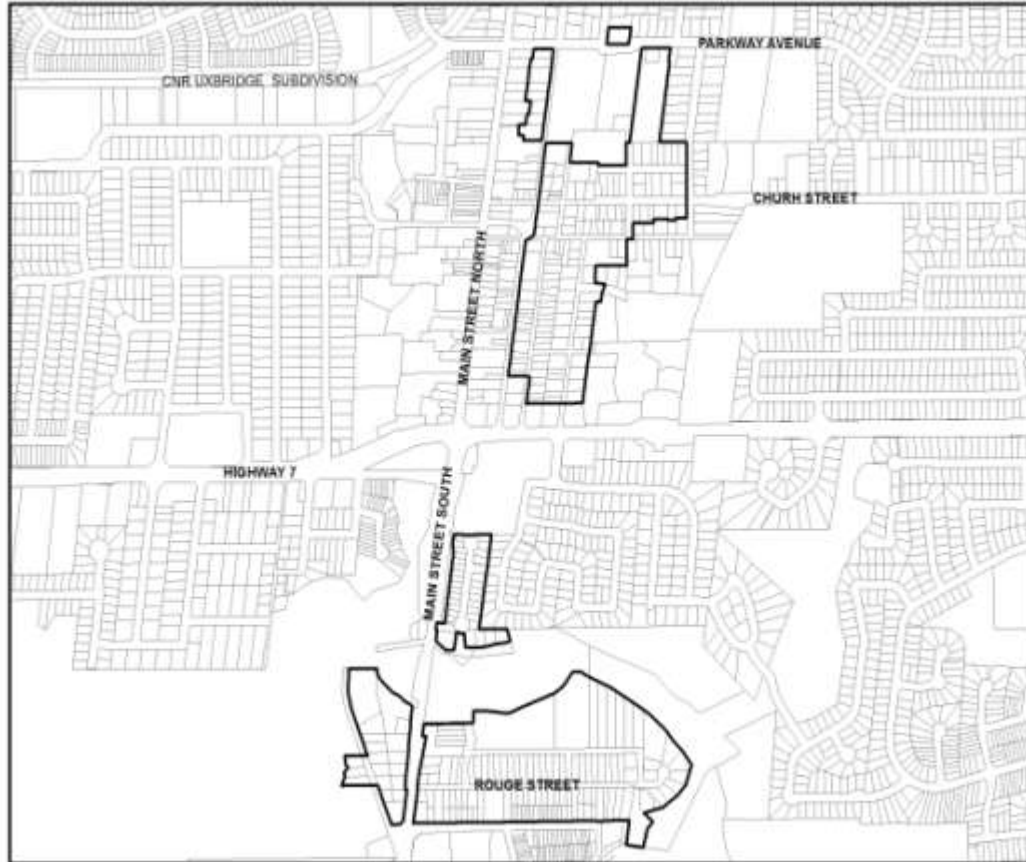 PARKWAY AVENUE
CNR UXBRIDGE SUBDIVISION
CHURH STREET
MAIN STREET NORTH
HIGHWAY 7
MAIN STREET SOUTH
ROUGE STREET